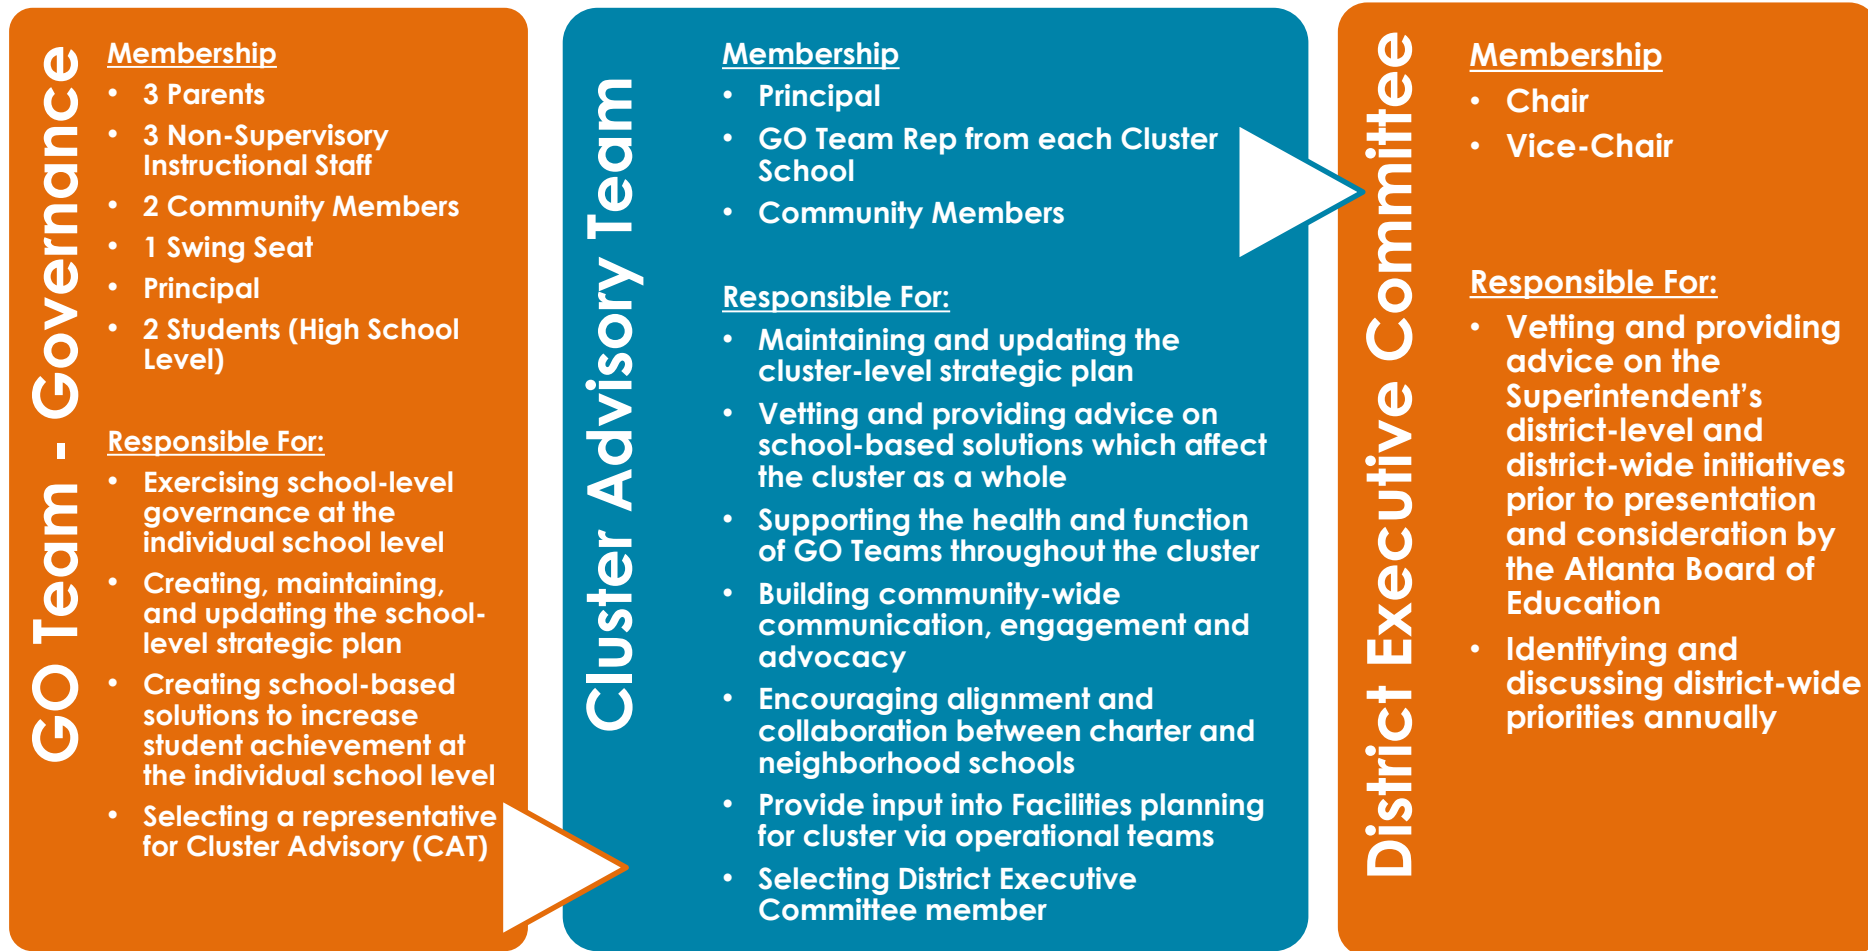 GO Team - Governance
Membership
• 3 Parents
• 3 Non-Supervisory
Instructional Staff
• 2 Community Members
• 1 Swing Seat
• Principal
• 2 Students (High School
Level)
Responsible For:
• Exercising school-level
governance at the
individual school level
• Creating, maintaining,
and updating the school-
level strategic plan
• Creating school-based
solutions to increase
student achievement at
the individual school level
• Selecting a representative
for Cluster Advisory (CAT)
Cluster Advisory Team
Membership
• Principal
• GO Team Rep from each Cluster
School
• Community Members
Responsible For:
• Maintaining and updating the
cluster-level strategic plan
• Vetting and providing advice on
school-based solutions which affect
the cluster as a whole
• Supporting the health and function
of GO Teams throughout the cluster
• Building community-wide
communication, engagement and
advocacy
• Encouraging alignment and
collaboration between charter and
neighborhood schools
• Provide input into Facilities planning
for cluster via operational teams
• Selecting District Executive
Committee member
District Executive Committee
Membership
• Chair
• Vice-Chair
Responsible For:
• Vetting and providing
advice on the
Superintendent’s
district-level and
district-wide initiatives
prior to presentation
and consideration by
the Atlanta Board of
Education
• Identifying and
discussing district-wide
priorities annually